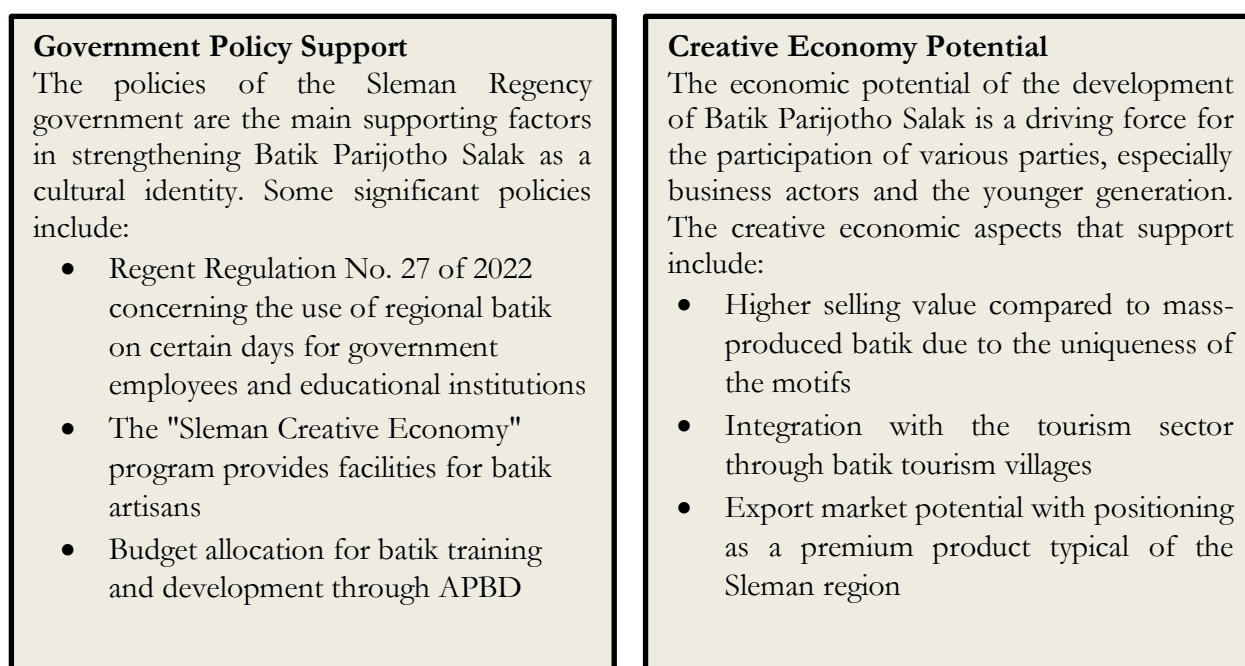 Government Policy Support
The policies of the Sleman Regency
government are the main supporting factors
in strengthening Batik Parijotho Salak as a
cultural identity. Some significant policies
include:
• Regent Regulation No. 27 of 2022
concerning the use of regional batik
on certain days for government
employees and educational institutions
• The "Sleman Creative Economy"
program provides facilities for batik
artisans
• Budget allocation for batik training
and development through APBD
Creative Economy Potential
The economic potential of the development
of Batik Parijotho Salak is a driving force for
the participation of various parties, especially
business actors and the younger generation.
The creative economic aspects that support
include:
• Higher selling value compared to mass-
produced batik due to the uniqueness of
the motifs
• Integration with the tourism sector
through batik tourism villages
• Export market potential with positioning
as a premium product typical of the
Sleman region